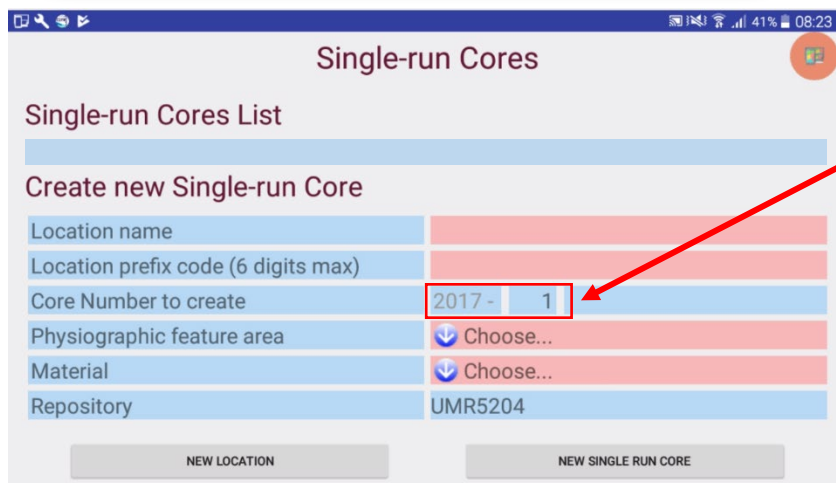 41% 08:23
Single-run Cores
Single-run Cores List
Create new Single-run Core
Location name
Location prefix code (6 digits max)
Core Number to create 2017 - 1
Physiographic feature area Choose...
Material Choose...
Repository UMR5204
NEW LOCATION NEW SINGLE RUN CORE